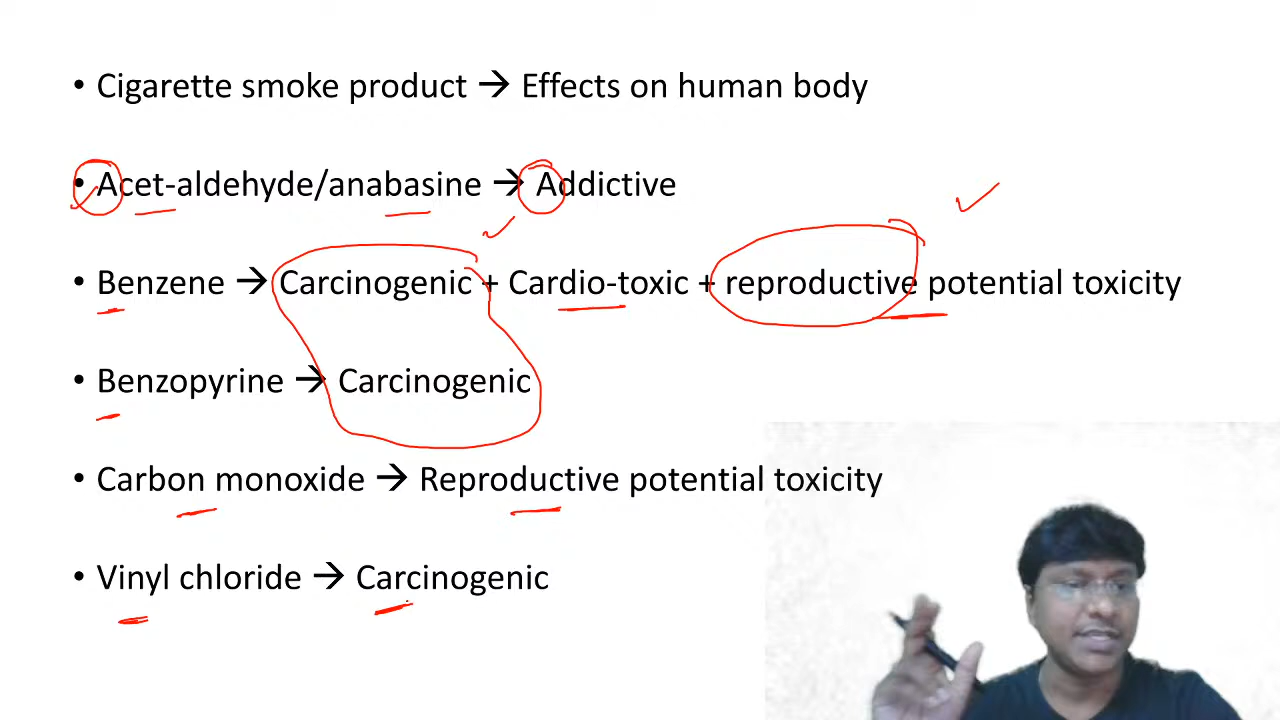 • Cigarette smoke product → Effects on human body
• Acet-aldehyde/anabasine → Addictive
• Benzene → Carcinogenic + Cardio-toxic + reproductive potential toxicity
• Benzopyrine → Carcinogenic
• Carbon monoxide → Reproductive potential toxicity
• Vinyl chloride → Carcinogenic